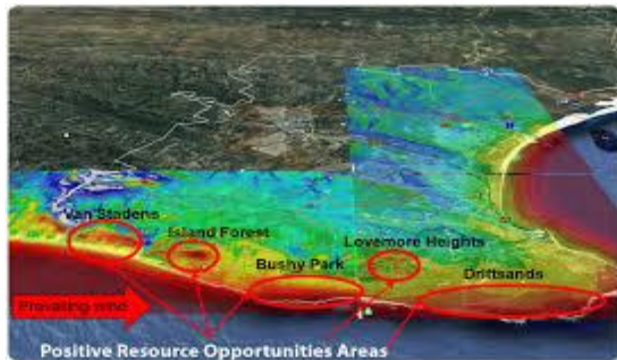 Van Stadens
Island Forest
Lovemore Heights
Bushy Park
Driftsands
Prevailing wind
Positive Resource Opportunities Areas